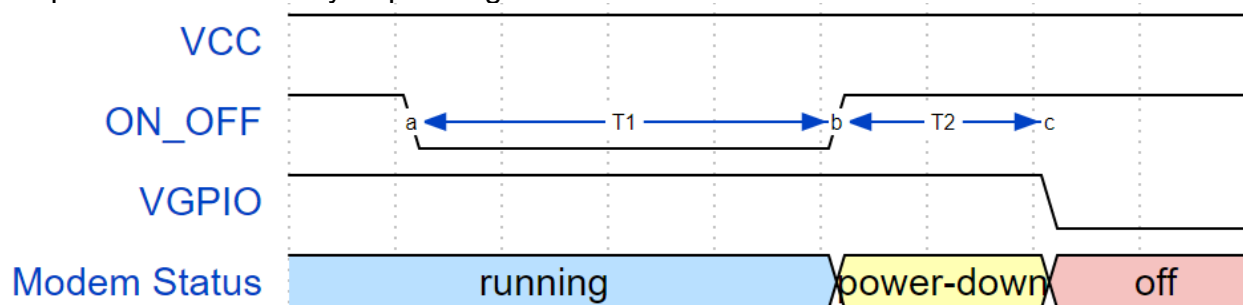 VCC
ON_OFF a T1 b T2 c
VGPIO
Modem Status running power-down off